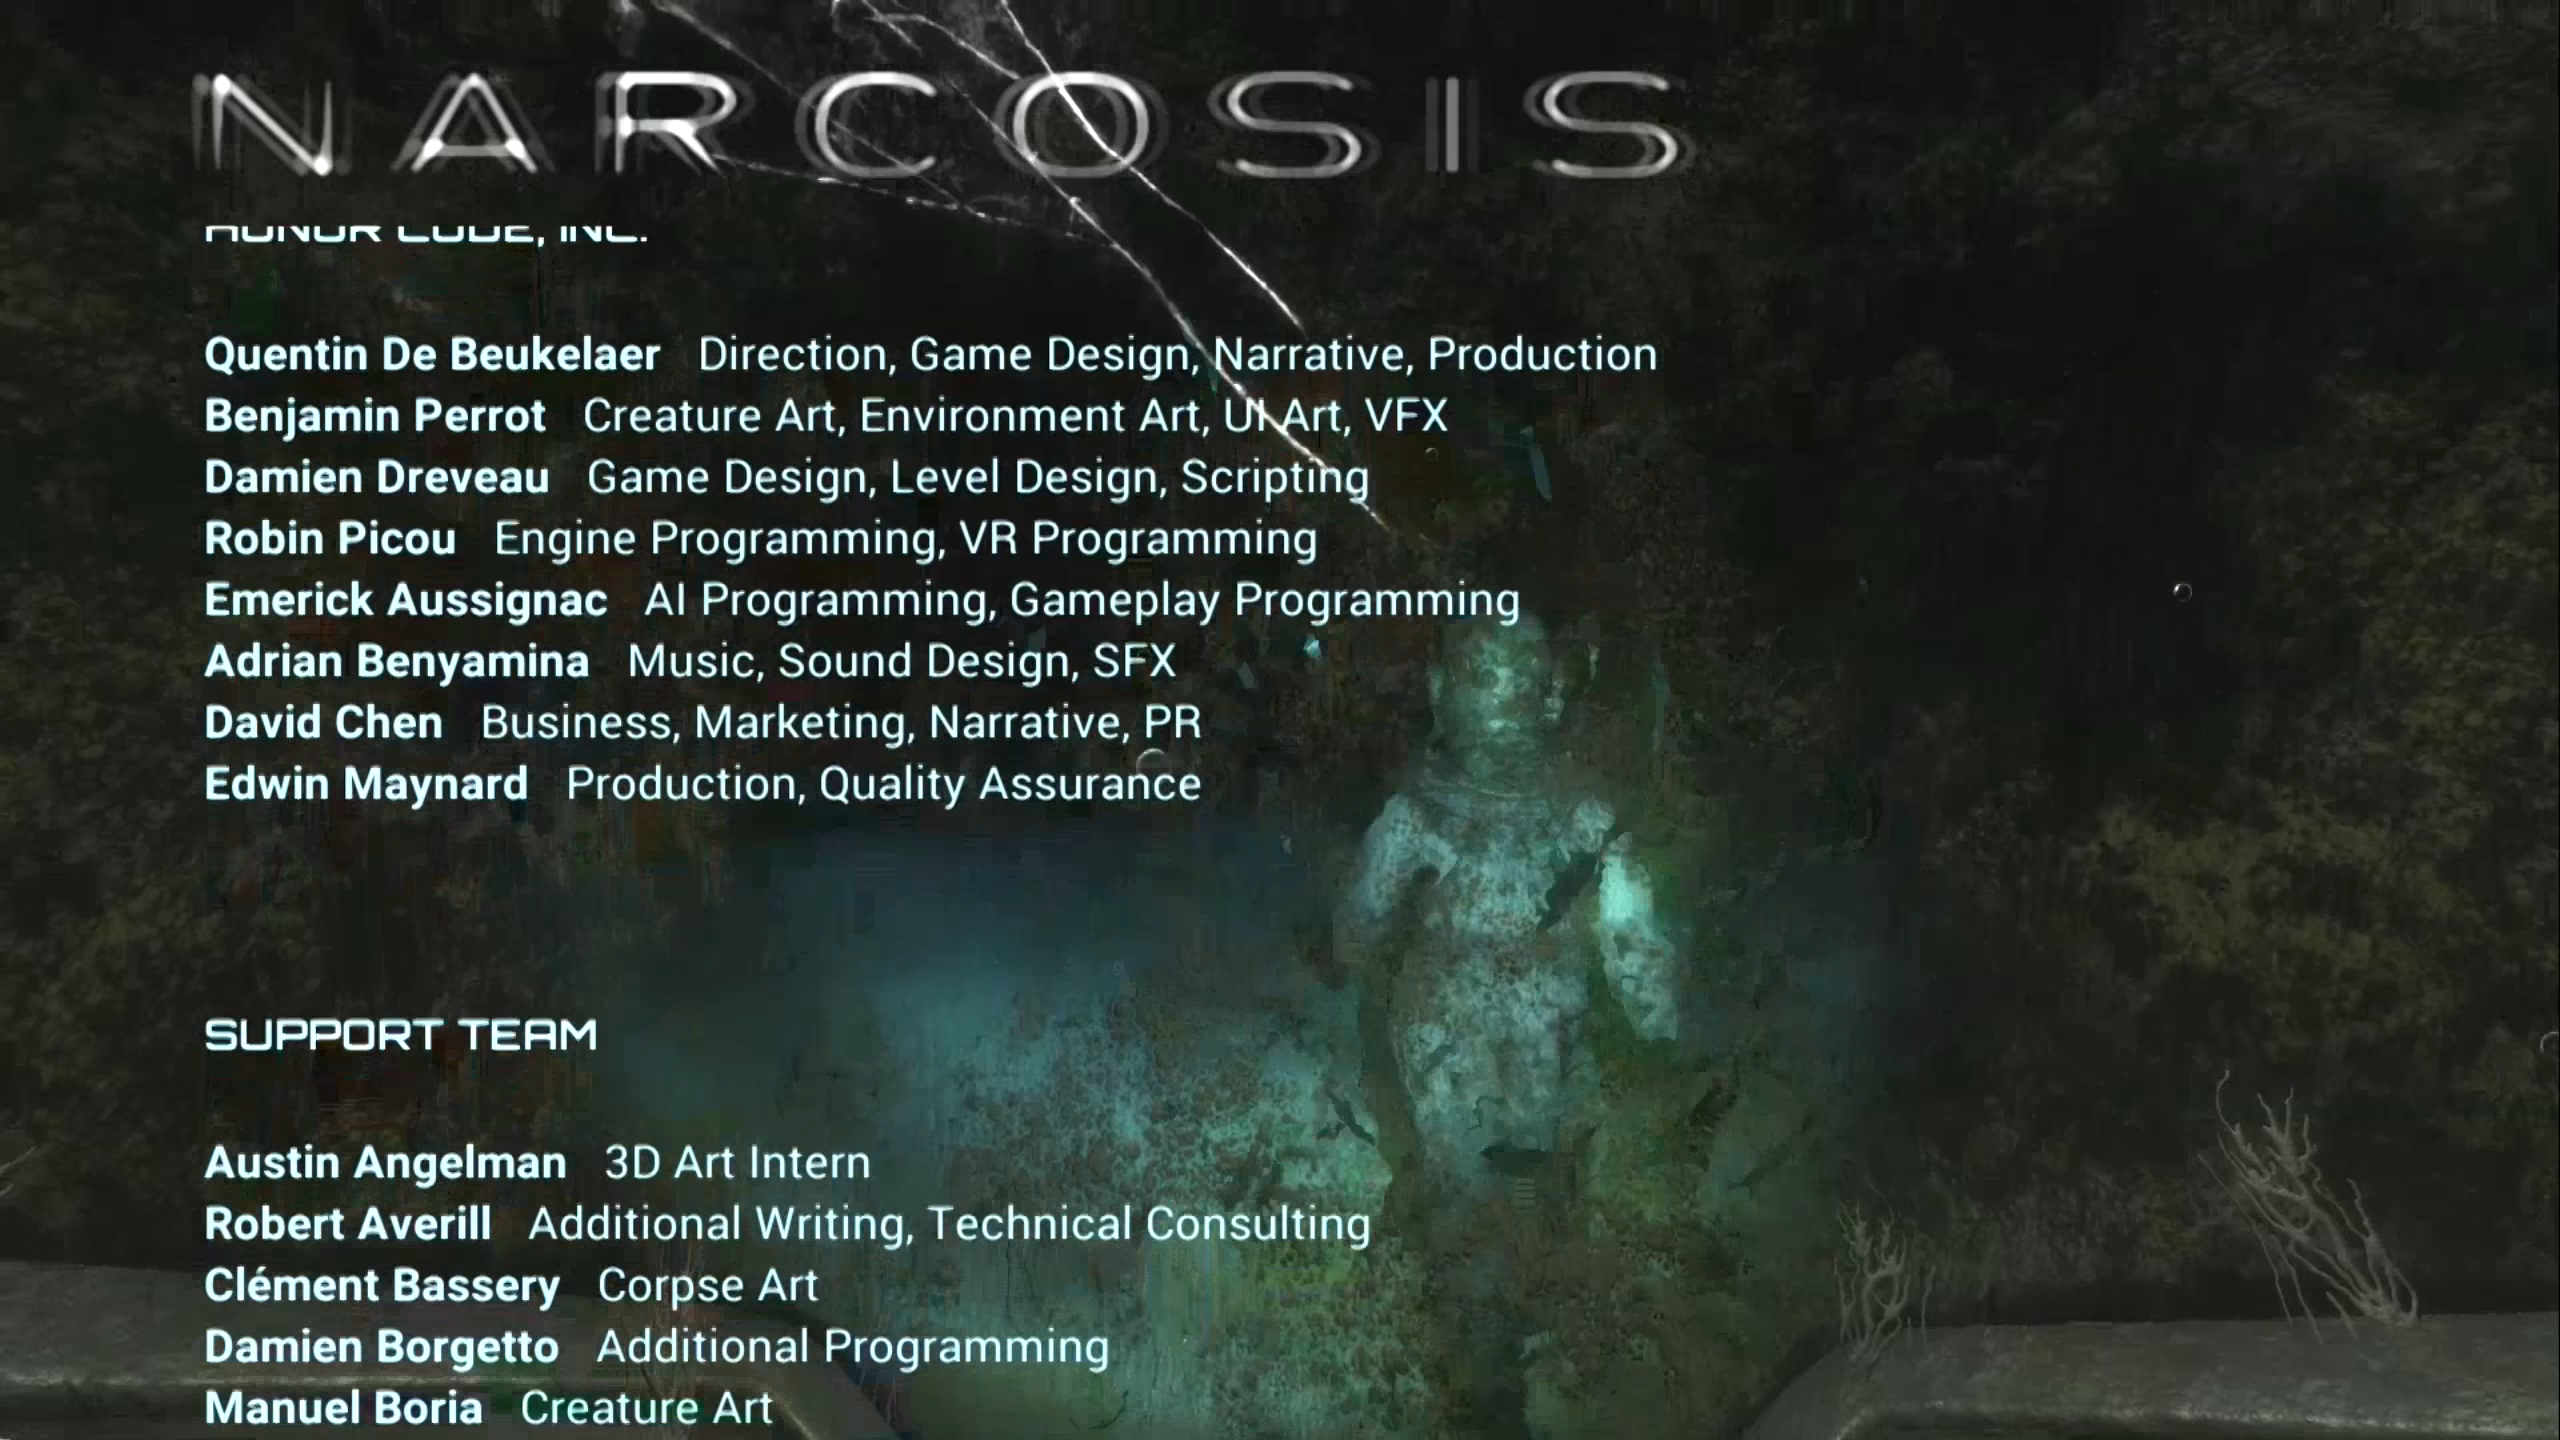 NARCOSIS
HONOR CODE, INC.
Quentin De Beukelaer Direction, Game Design, Narrative, Production
Benjamin Perrot Creature Art, Environment Art, UI Art, VFX
Damien Dreveau Game Design, Level Design, Scripting
Robin Picou Engine Programming, VR Programming
Emerick Aussignac AI Programming, Gameplay Programming
Adrian Benyamina Music, Sound Design, SFX
David Chen Business, Marketing, Narrative, PR
Edwin Maynard Production, Quality Assurance
SUPPORT TEAM
Austin Angelman 3D Art Intern
Robert Averill Additional Writing, Technical Consulting
Clément Bassery Corpse Art
Damien Borgetto Additional Programming
Manuel Boria Creature Art